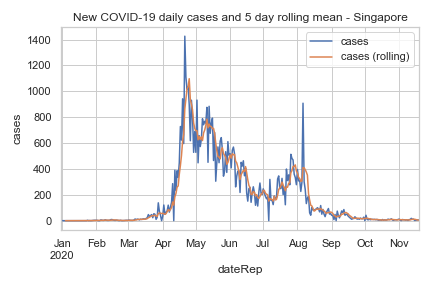 New COVID-19 daily cases and 5 day rolling mean - Singapore
cases
cases (rolling)
1400
1200
1000
800
600
400
200
0
cases
Jan Feb Mar Apr May Jun Jul Aug Sep Oct Nov
2020
dateRep